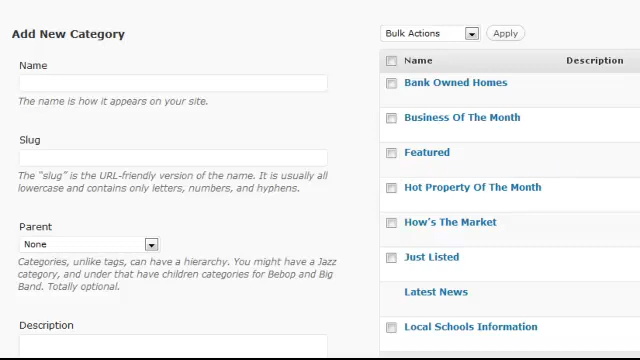 Add New Category
Name
The name is how it appears on your site.
Slug
The “slug” is the URL-friendly version of the name. It is usually all
lowercase and contains only letters, numbers, and hyphens.
Parent
None
Categories, unlike tags, can have a hierarchy. You might have a Jazz
category, and under that have children categories for Bebop and Big
Band. Totally optional.
Description
Bulk Actions
Apply
Name Description
Bank Owned Homes
Business Of The Month
Featured
Hot Property Of The Month
How’s The Market
Just Listed
Latest News
Local Schools Information